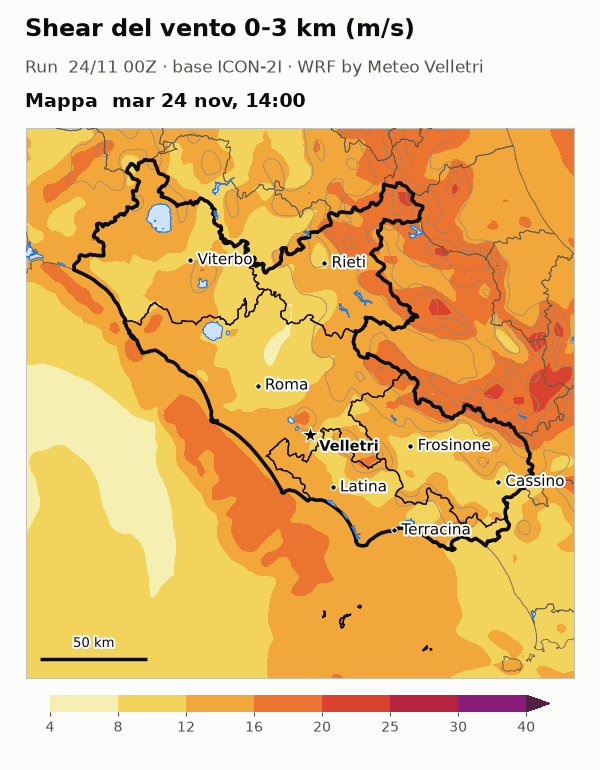 Shear del vento 0-3 km (m/s)
Run  24/11 00Z · base ICON-2I · WRF by Meteo Velletri
Mappa  mar 24 nov, 14:00
Viterbo
Rieti
Roma
Velletri
Frosinone
Cassino
Latina
Terracina
50 km
4 8 12 16 20 25 30 40